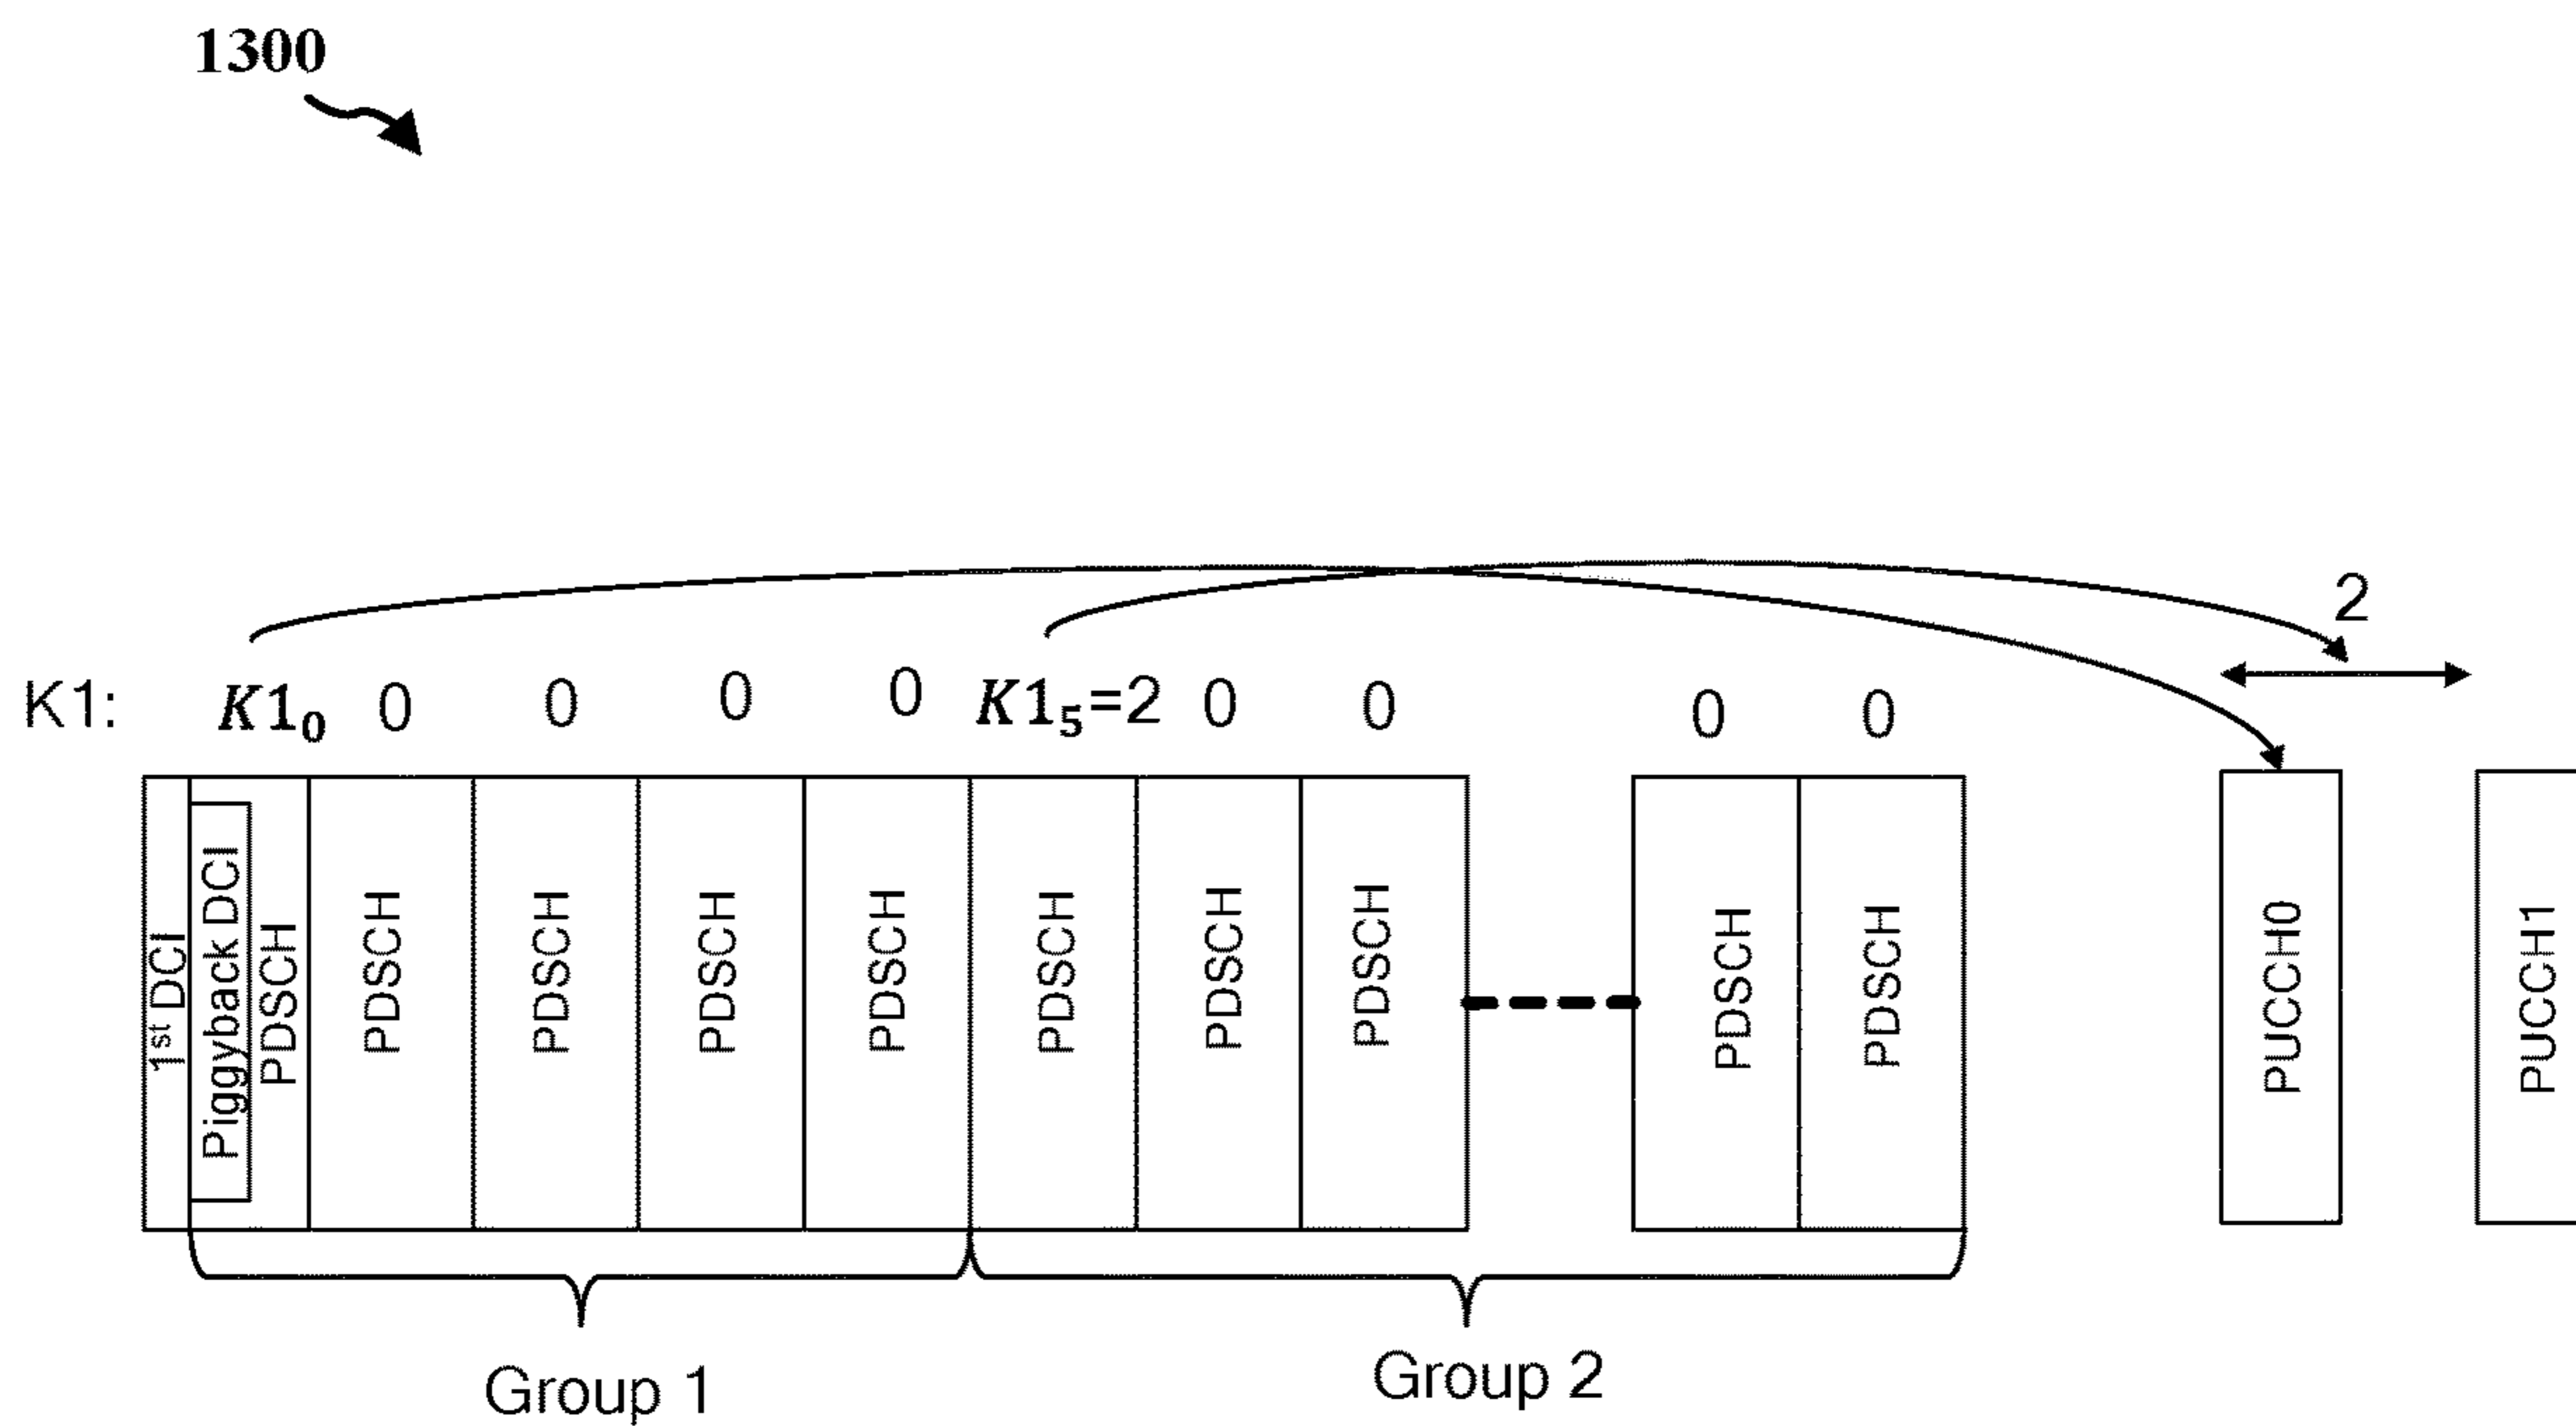 1300
2
K1: K1₀ 0 0 0 0 K1₅=2 0 0 0 0
1st DCI
Piggyback DCI
PDSCH
PDSCH
PDSCH
PDSCH
PDSCH
PDSCH
PDSCH
PDSCH
PDSCH
PDSCH
PUCCH0
PUCCH1
Group 1
Group 2